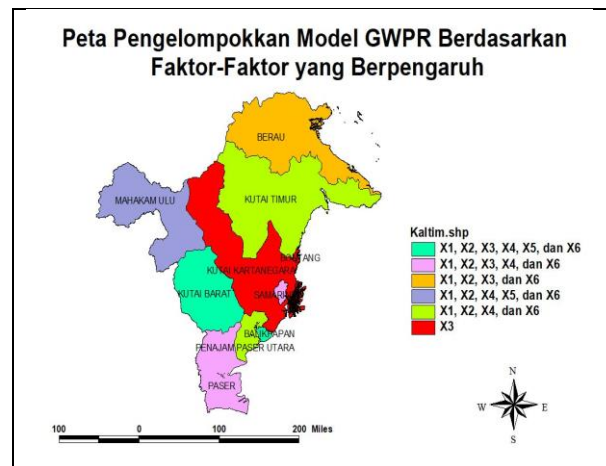 Peta Pengelompokkan Model GWPR Berdasarkan
Faktor-Faktor yang Berpengaruh
BERAU
MAHAKAM ULU
KUTAI TIMUR
KUTAI KARTANEGARA
KUTAI BARAT
BALIKPAPAN
PENAJAM PASER UTARA
PASER
Kaltim.shp
X1, X2, X3, X4, X5, dan X6
X1, X2, X3, X4, dan X6
X1, X2, X3, dan X6
X1, X2, X4, X5, dan X6
X1, X2, X4, dan X6
X3
N
W E
S
100 0 100 200 Miles